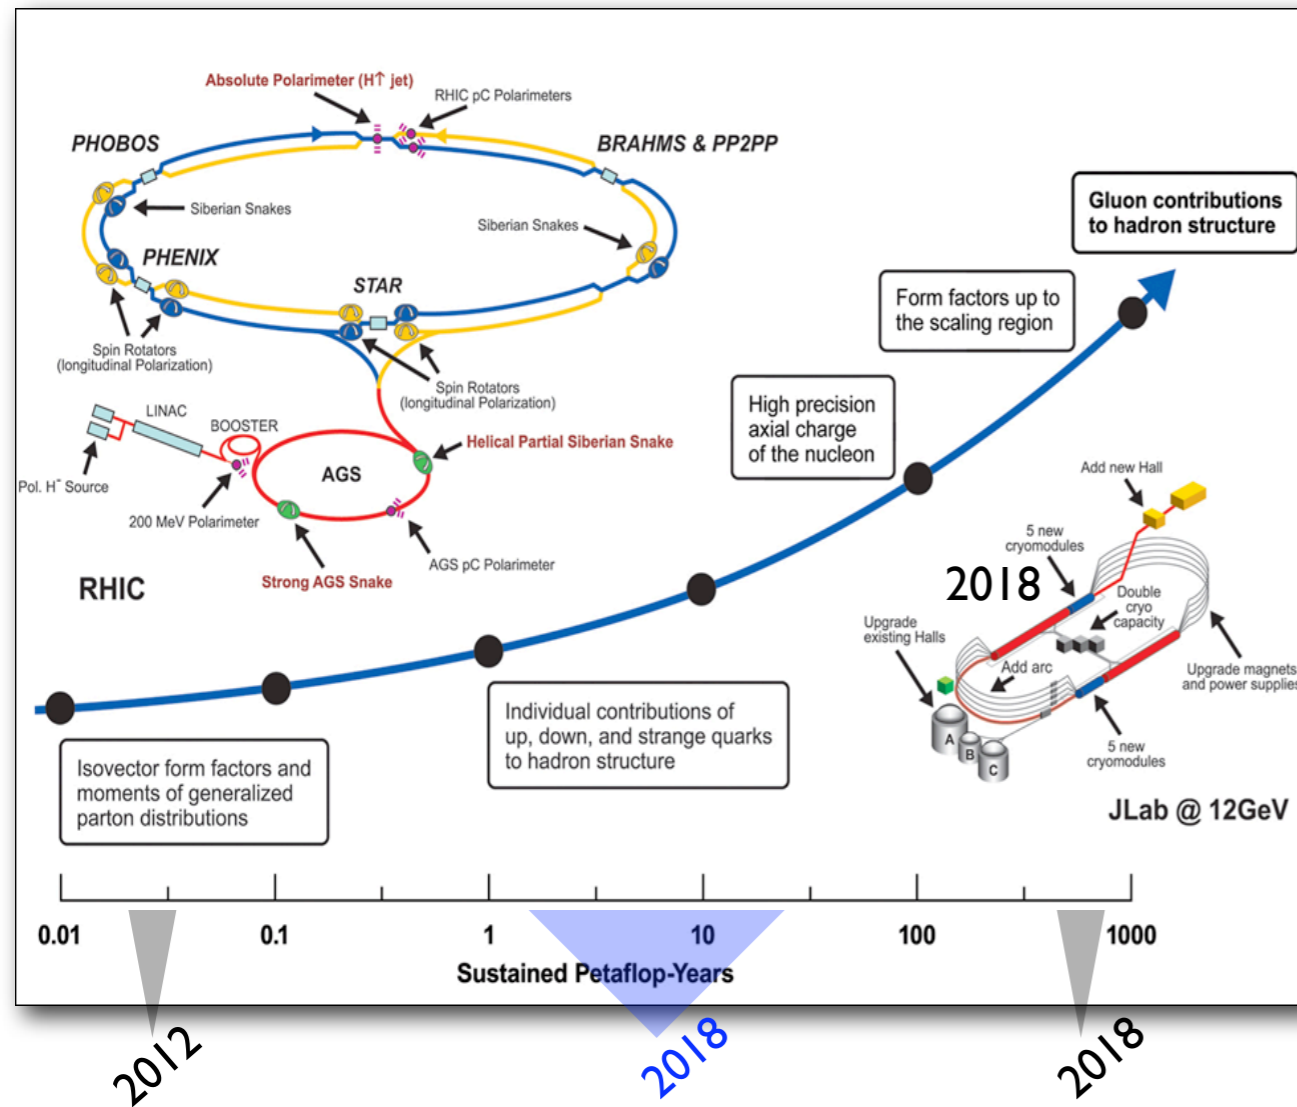 Absolute Polarimeter (H↑ jet)
RHIC pC Polarimeters
PHOBOS
BRAHMS & PP2PP
Siberian Snakes
Siberian Snakes
PHENIX
STAR
Spin Rotators
(longitudinal Polarization)
Spin Rotators
(longitudinal Polarization)
LINAC
BOOSTER
Pol. H⁻ Source
AGS
Helical Partial Siberian Snake
200 MeV Polarimeter
AGS pC Polarimeter
Strong AGS Snake
RHIC
Gluon contributions
to hadron structure
Form factors up to
the scaling region
High precision
axial charge
of the nucleon
Add new Hall
5 new
cryomodules
2018
Double
cryo
capacity
Upgrade
existing Halls
Add arc
Upgrade magnets
and power supplies
A
B
C
5 new
cryomodules
JLab @ 12GeV
Individual contributions of
up, down, and strange quarks
to hadron structure
Isovector form factors and
moments of generalized
parton distributions
0.01 0.1 1 10 100 1000
Sustained Petaflop-Years
2012
2018
2018